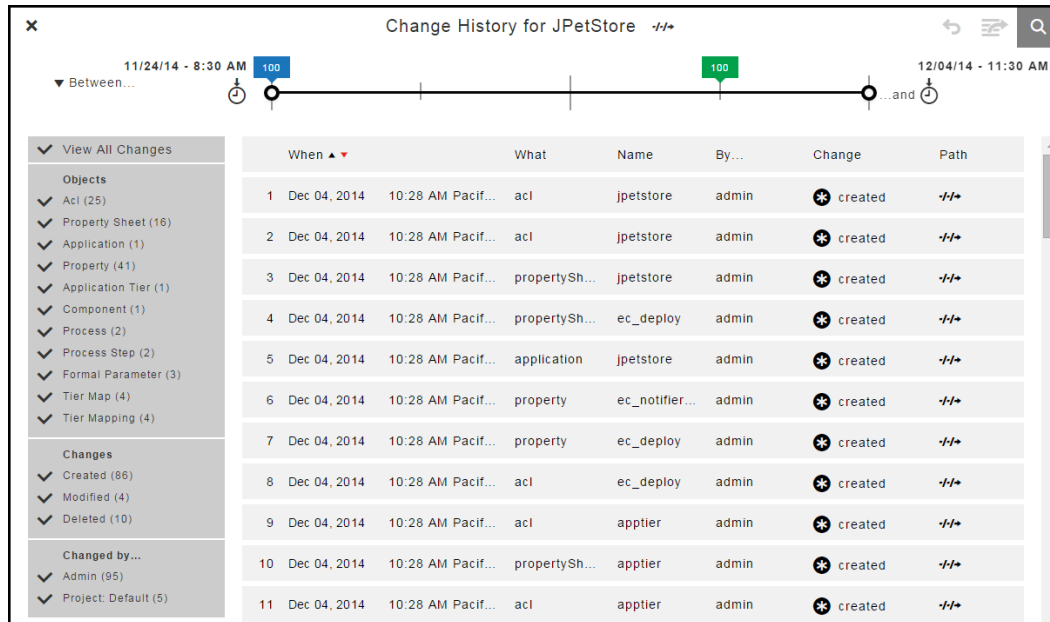 Change History for JPetStore
11/24/14 - 8:30 AM 100 100 12/04/14 - 11:30 AM
Between... ...and
View All Changes
Objects
Acl (25)
Property Sheet (16)
Application (1)
Property (41)
Application Tier (1)
Component (1)
Process (2)
Process Step (2)
Formal Parameter (3)
Tier Map (4)
Tier Mapping (4)
Changes
Created (86)
Modified (4)
Deleted (10)
Changed by...
Admin (95)
Project: Default (5)
When What Name By... Change Path
1 Dec 04, 2014 10:28 AM Pacif... acl jpetstore admin created
2 Dec 04, 2014 10:28 AM Pacif... acl jpetstore admin created
3 Dec 04, 2014 10:28 AM Pacif... propertySh... jpetstore admin created
4 Dec 04, 2014 10:28 AM Pacif... propertySh... ec_deploy admin created
5 Dec 04, 2014 10:28 AM Pacif... application jpetstore admin created
6 Dec 04, 2014 10:28 AM Pacif... property ec_notifier... admin created
7 Dec 04, 2014 10:28 AM Pacif... property ec_deploy admin created
8 Dec 04, 2014 10:28 AM Pacif... acl ec_deploy admin created
9 Dec 04, 2014 10:28 AM Pacif... acl apptier admin created
10 Dec 04, 2014 10:28 AM Pacif... propertySh... apptier admin created
11 Dec 04, 2014 10:28 AM Pacif... acl apptier admin created